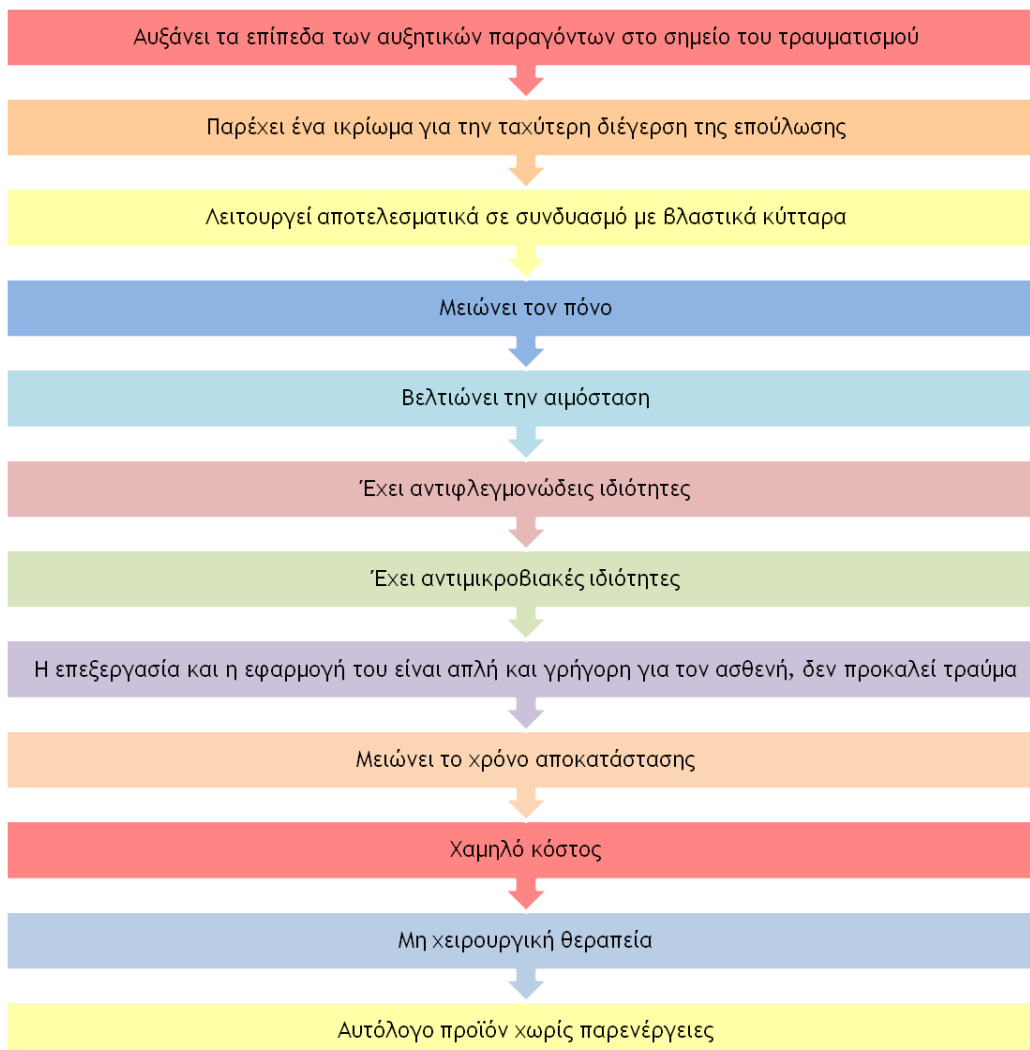 Αυξάνει τα επίπεδα των αυξητικών παραγόντων στο σημείο του τραυματισμού
Παρέχει ένα ικρίωμα για την ταχύτερη διέγερση της επούλωσης
Λειτουργεί αποτελεσματικά σε συνδυασμό με βλαστικά κύτταρα
Μειώνει τον πόνο
Βελτιώνει την αιμόσταση
Έχει αντιφλεγμονώδεις ιδιότητες
Έχει αντιμικροβιακές ιδιότητες
Η επεξεργασία και η εφαρμογή του είναι απλή και γρήγορη για τον ασθενή, δεν προκαλεί τραύμα
Μειώνει το χρόνο αποκατάστασης
Χαμηλό κόστος
Μη χειρουργική θεραπεία
Αυτόλογο προϊόν χωρίς παρενέργειες